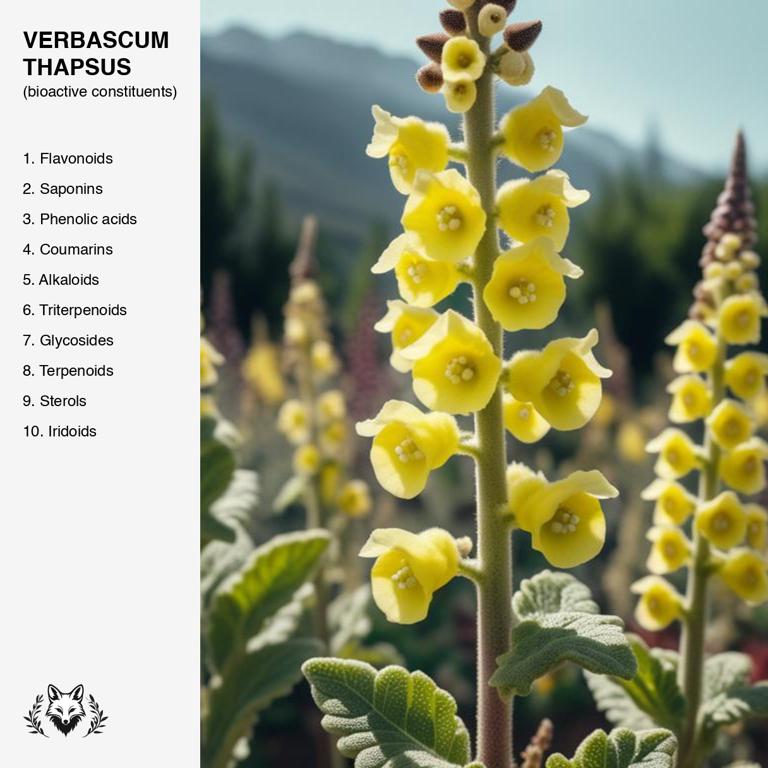 VERBASCUM
THAPSUS
(bioactive constituents)
1. Flavonoids
2. Saponins
3. Phenolic acids
4. Coumarins
5. Alkaloids
6. Triterpenoids
7. Glycosides
8. Terpenoids
9. Sterols
10. Iridoids